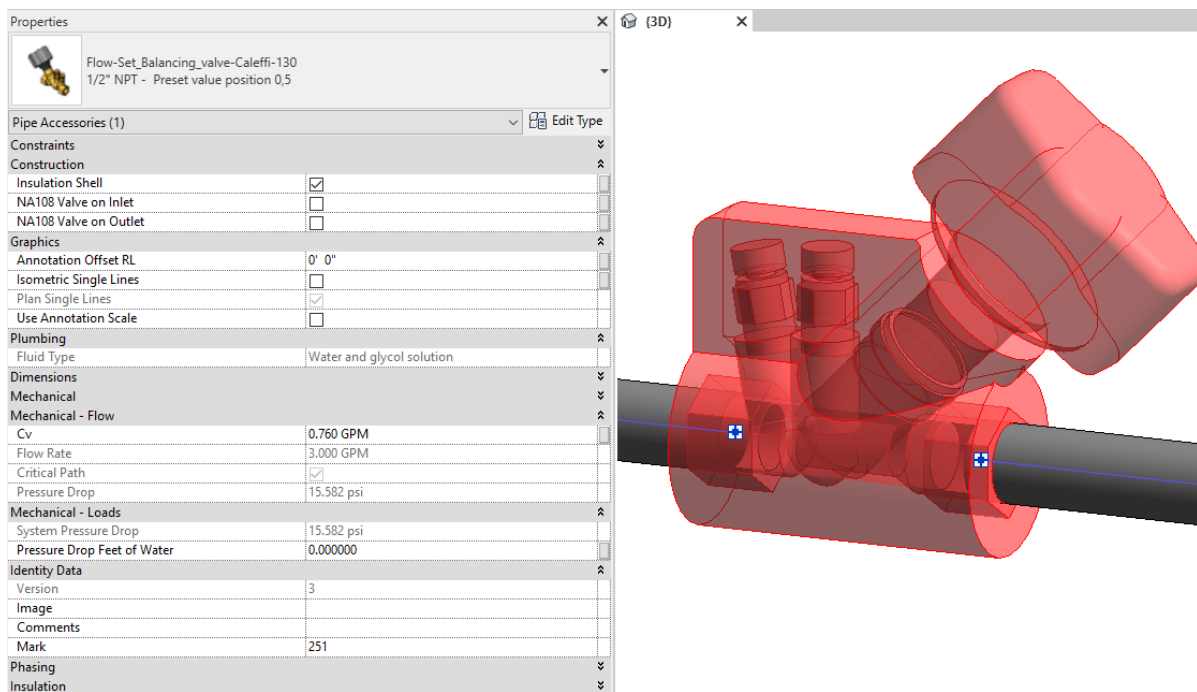 Properties
{3D}
Flow-Set_Balancing_valve-Caleffi-130
1/2" NPT - Preset value position 0,5
Pipe Accessories (1)
Edit Type
Constraints
Construction
Insulation Shell
NA108 Valve on Inlet
NA108 Valve on Outlet
Graphics
Annotation Offset RL 0' 0"
Isometric Single Lines
Plan Single Lines
Use Annotation Scale
Plumbing
Fluid Type Water and glycol solution
Dimensions
Mechanical
Mechanical - Flow
Cv 0.760 GPM
Flow Rate 3.000 GPM
Critical Path
Pressure Drop 15.582 psi
Mechanical - Loads
System Pressure Drop 15.582 psi
Pressure Drop Feet of Water 0.000000
Identity Data
Version 3
Image
Comments
Mark 251
Phasing
Insulation